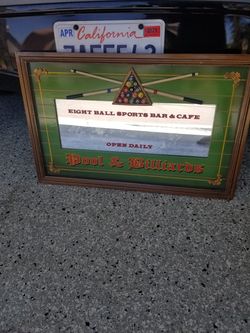 APR
California
EIGHT BALL SPORTS BAR & CAFE
OPEN DAILY
Pool & Billiards